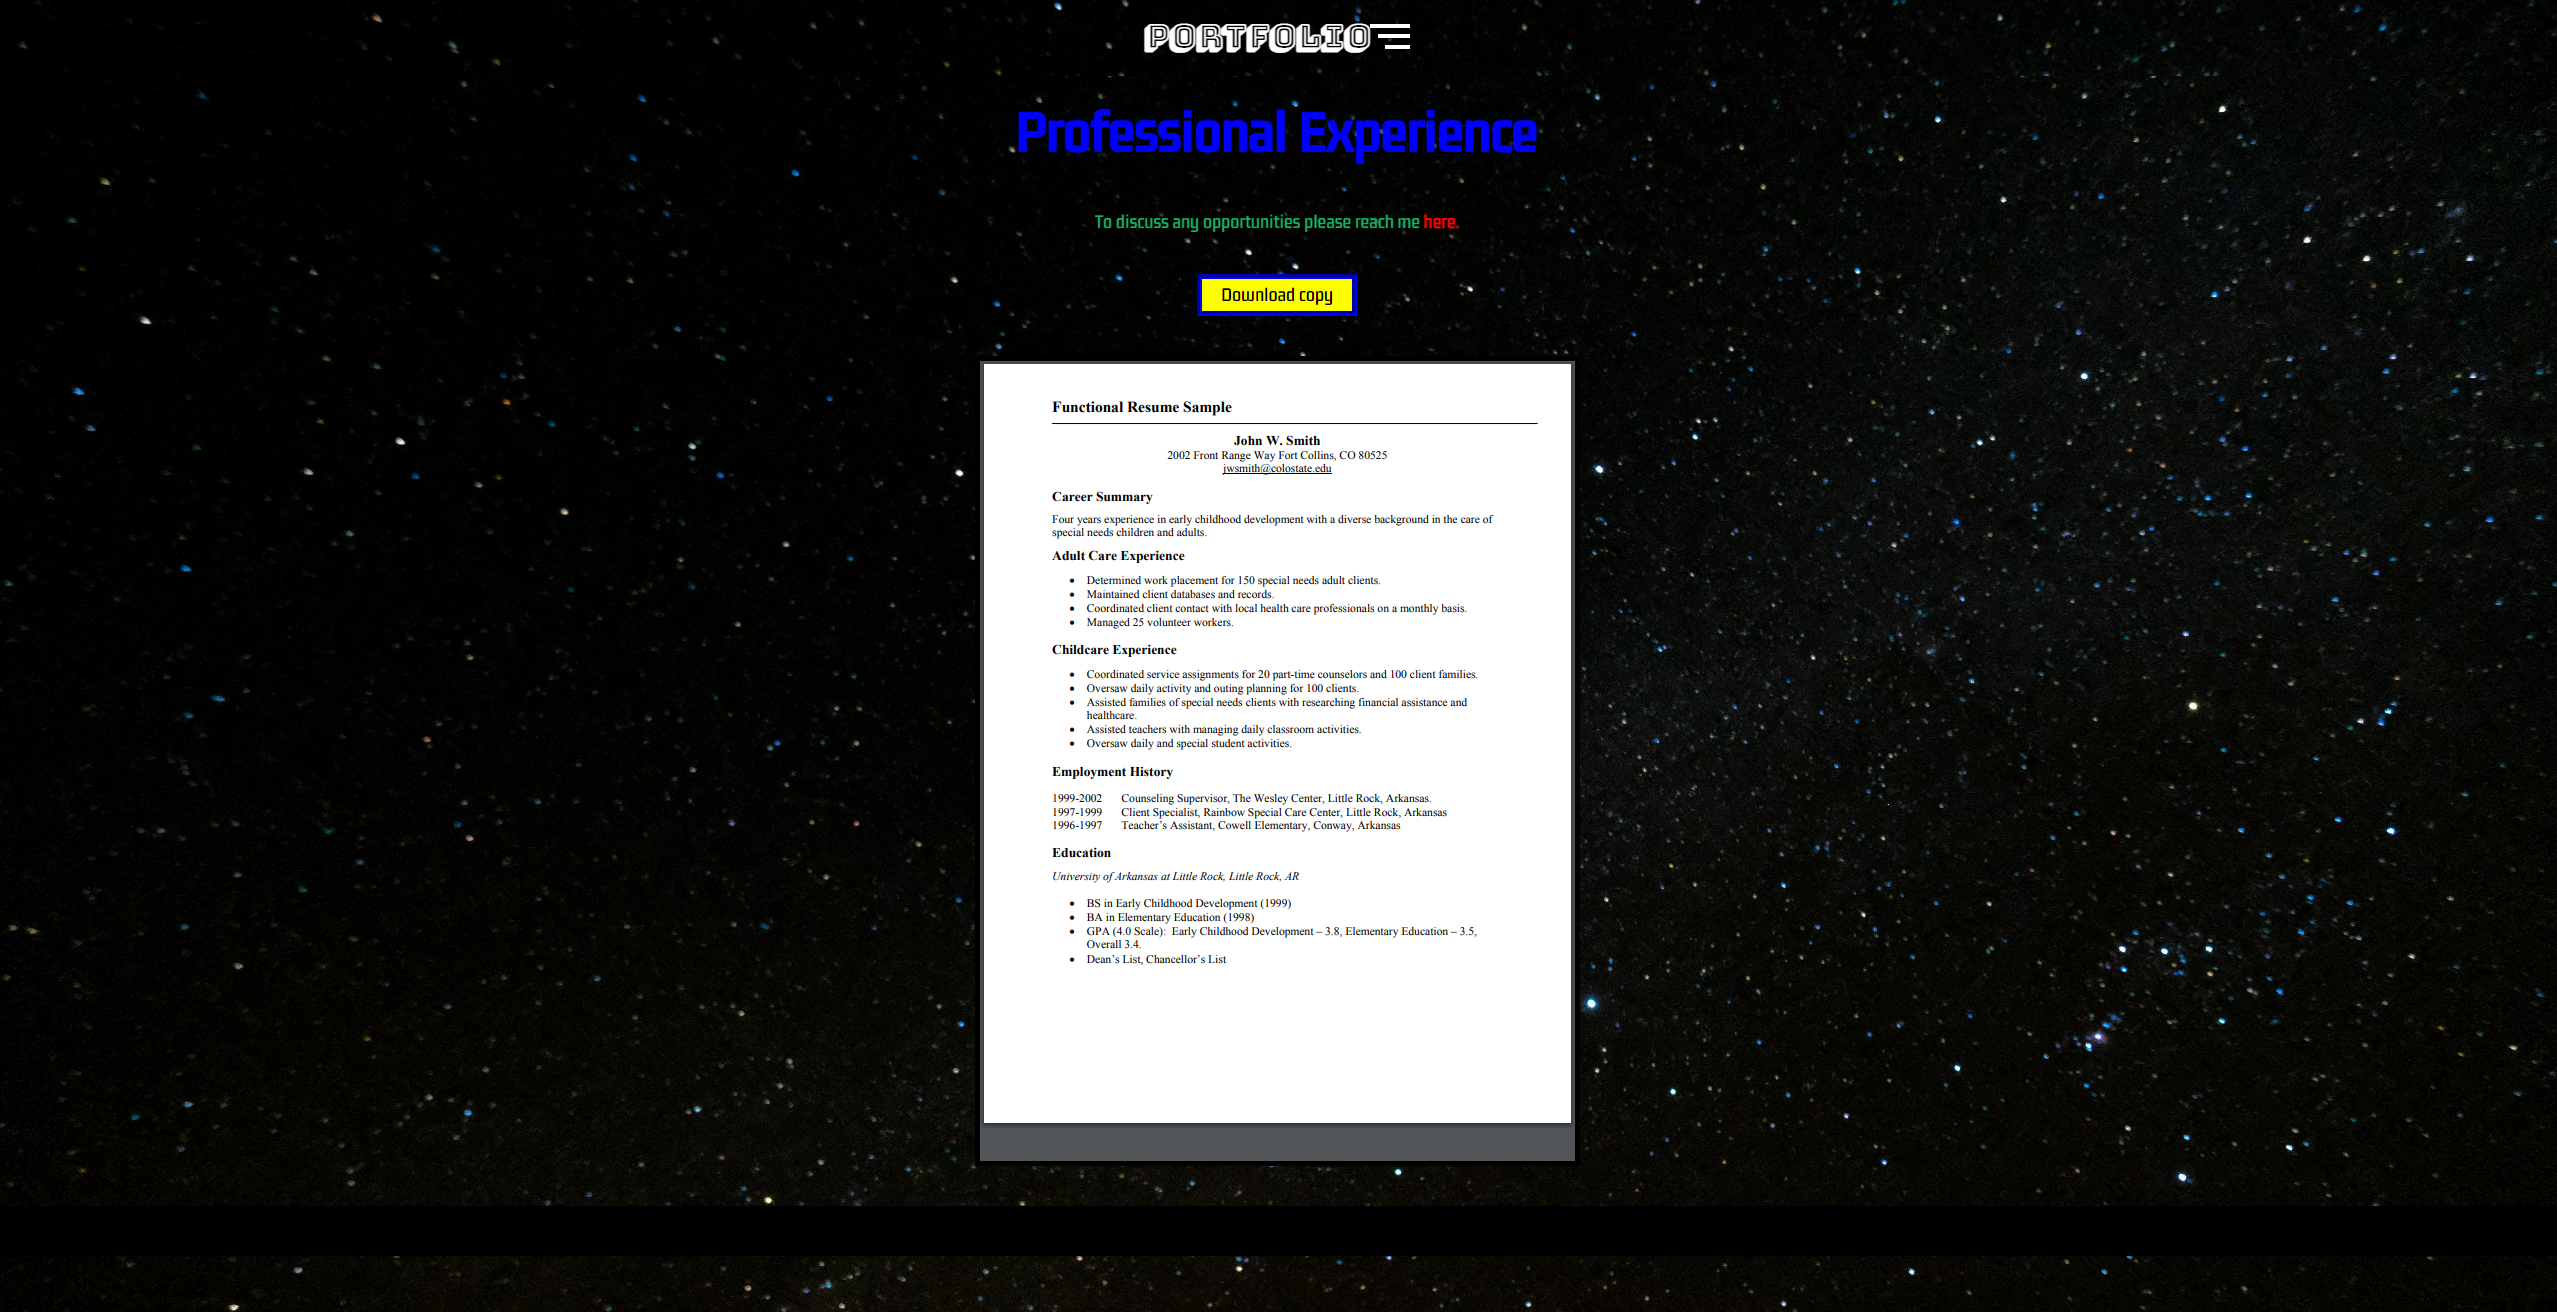 PORTFOLIO
Professional Experience
To discuss any opportunities please reach me here.
Download copy
Functional Resume Sample
John W. Smith
2002 Front Range Way Fort Collins, CO 80525
jwsmith@colostate.edu
Career Summary
Four years experience in early childhood development with a diverse background in the care of
special needs children and adults.
Adult Care Experience
• Determined work placement for 150 special needs adult clients.
• Maintained client databases and records.
• Coordinated client contact with local health care professionals on a monthly basis.
• Managed 25 volunteer workers.
Childcare Experience
• Coordinated service assignments for 20 part-time counselors and 100 client families.
• Oversaw daily activity and outing planning for 100 clients.
• Assisted families of special needs clients with researching financial assistance and
healthcare.
• Assisted teachers with managing daily classroom activities.
• Oversaw daily and special student activities.
Employment History
1999-2002 Counseling Supervisor, The Wesley Center, Little Rock, Arkansas.
1997-1999 Client Specialist, Rainbow Special Care Center, Little Rock, Arkansas
1996-1997 Teacher’s Assistant, Cowell Elementary, Conway, Arkansas
Education
University of Arkansas at Little Rock, Little Rock, AR
• BS in Early Childhood Development (1999)
• BA in Elementary Education (1998)
• GPA (4.0 Scale): Early Childhood Development – 3.8, Elementary Education – 3.5,
Overall 3.4.
• Dean’s List, Chancellor’s List